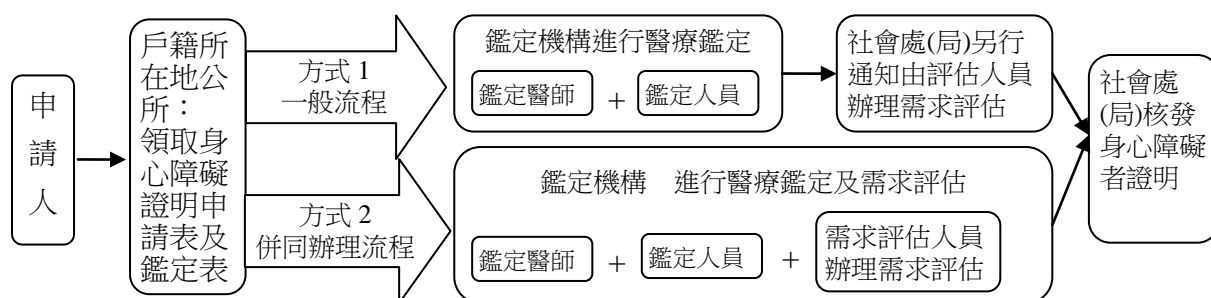 申
請
人
戶籍所
在地公
所：
領取身
心障礙
證明申
請表及
鑑定表
方式 1
一般流程
鑑定機構進行醫療鑑定
鑑定醫師 + 鑑定人員
社會處(局)另行
通知由評估人員
辦理需求評估
方式 2
併同辦理流程
鑑定機構 進行醫療鑑定及需求評估
鑑定醫師 + 鑑定人員 + 需求評估人員
辦理需求評估
社會處
(局)核發
身心障礙
者證明